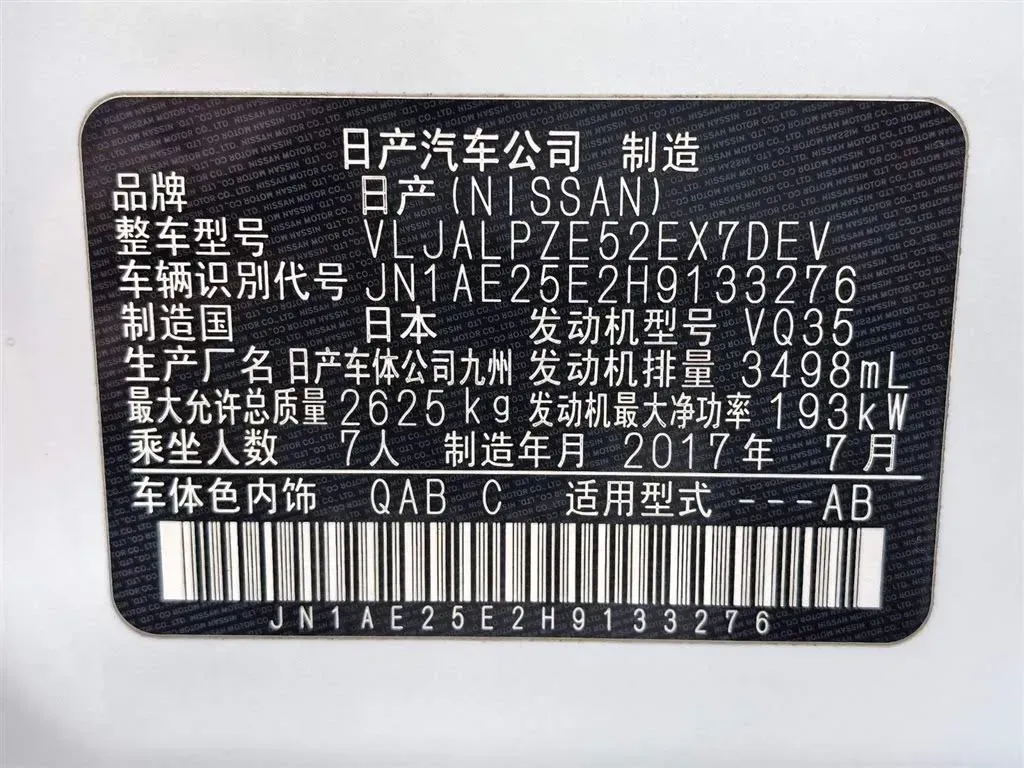 日产汽车公司 制造
品牌 日产(NISSAN)
整车型号 VLJALPZE52EX7DEV
车辆识别代号 JN1AE25E2H9133276
制造国 日本 发动机型号 VQ35
生产厂名 日产车体公司九州 发动机排量 3498mL
最大允许总质量 2625kg 发动机最大净功率 193kW
乘坐人数 7人 制造年月 2017年 7月
车体色内饰 QAB C 适用型式 ---AB
JN1AE25E2H9133276